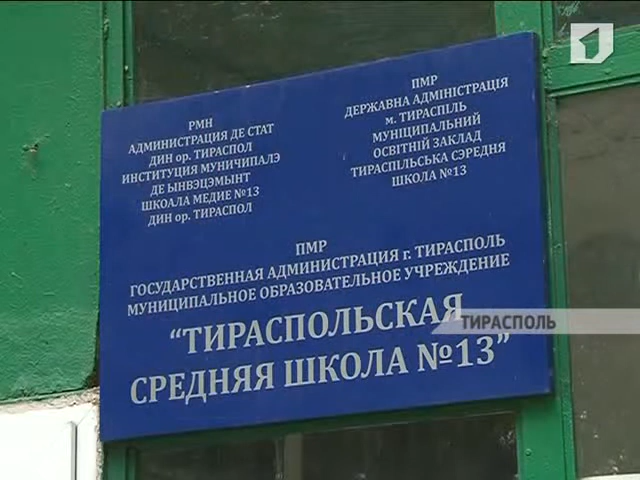 РМН
АДМИНИСТРАЦИЯ ДЕ СТАТ
ДИН ор. ТИРАСПОЛ
ИНСТИТУЦИЯ МУНИЧИПАЛЭ
ДЕ ЫНВЭЦЭМЫНТ
ШКОАЛА МЕДИЕ №13
ДИН ор. ТИРАСПОЛ
ПМР
ДЕРЖАВНА АДМІНІСТРАЦІЯ
м. ТИРАСПІЛЬ
МУНІЦИПАЛЬНИЙ
ОСВІТНІЙ ЗАКЛАД
ТИРАСПІЛЬСЬКА СЭРЕДНЯ
ШКОЛА №13
ПМР
ГОСУДАРСТВЕННАЯ АДМИНИСТРАЦИЯ г. ТИРАСПОЛЬ
МУНИЦИПАЛЬНОЕ ОБРАЗОВАТЕЛЬНОЕ УЧРЕЖДЕНИЕ
“ТИРАСПОЛЬСКАЯ
СРЕДНЯЯ ШКОЛА №13”
ТИРАСПОЛЬ
1